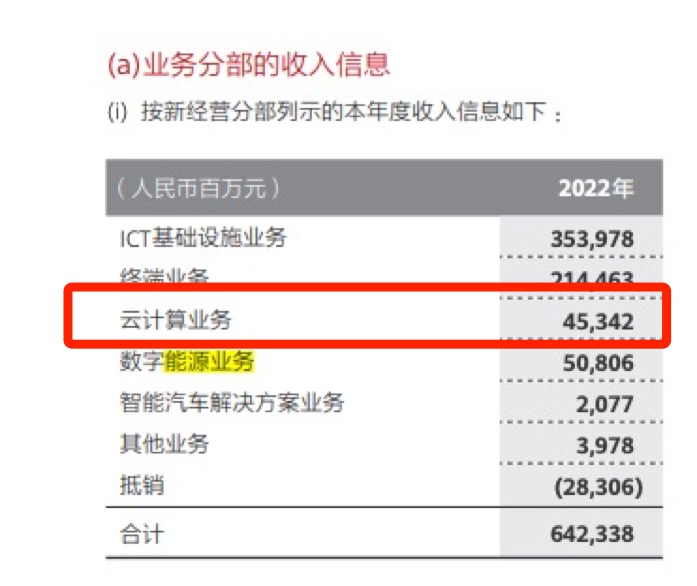 (a)业务分部的收入信息
(i) 按新经营分部列示的本年度收入信息如下：
（人民币百万元） 2022年
ICT基础设施业务 353,978
终端业务 214,463
云计算业务 45,342
数字能源业务 50,806
智能汽车解决方案业务 2,077
其他业务 3,978
抵销 (28,306)
合计 642,338